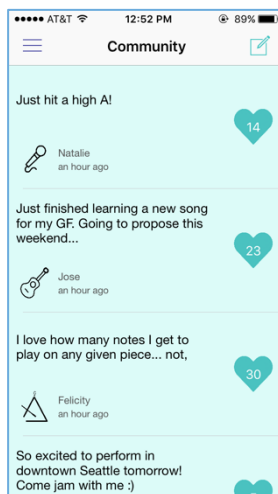 AT&T 12:52 PM 89%
Community
Just hit a high A!
14
Natalie
an hour ago
Just finished learning a new song
for my GF. Going to propose this
weekend...
23
Jose
an hour ago
I love how many notes I get to
play on any given piece... not,
30
Felicity
an hour ago
So excited to perform in
downtown Seattle tomorrow!
Come jam with me :)